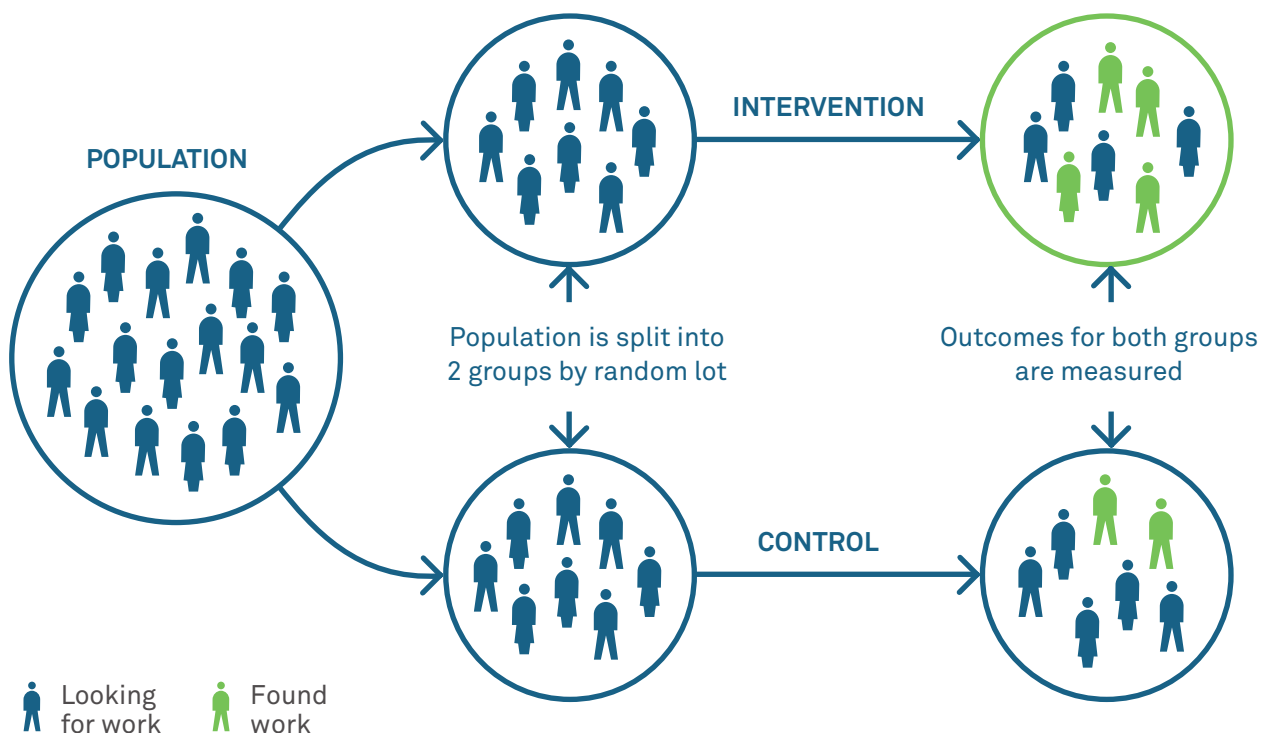 POPULATION
INTERVENTION
Population is split into
2 groups by random lot
Outcomes for both groups
are measured
CONTROL
Looking
for work
Found
work